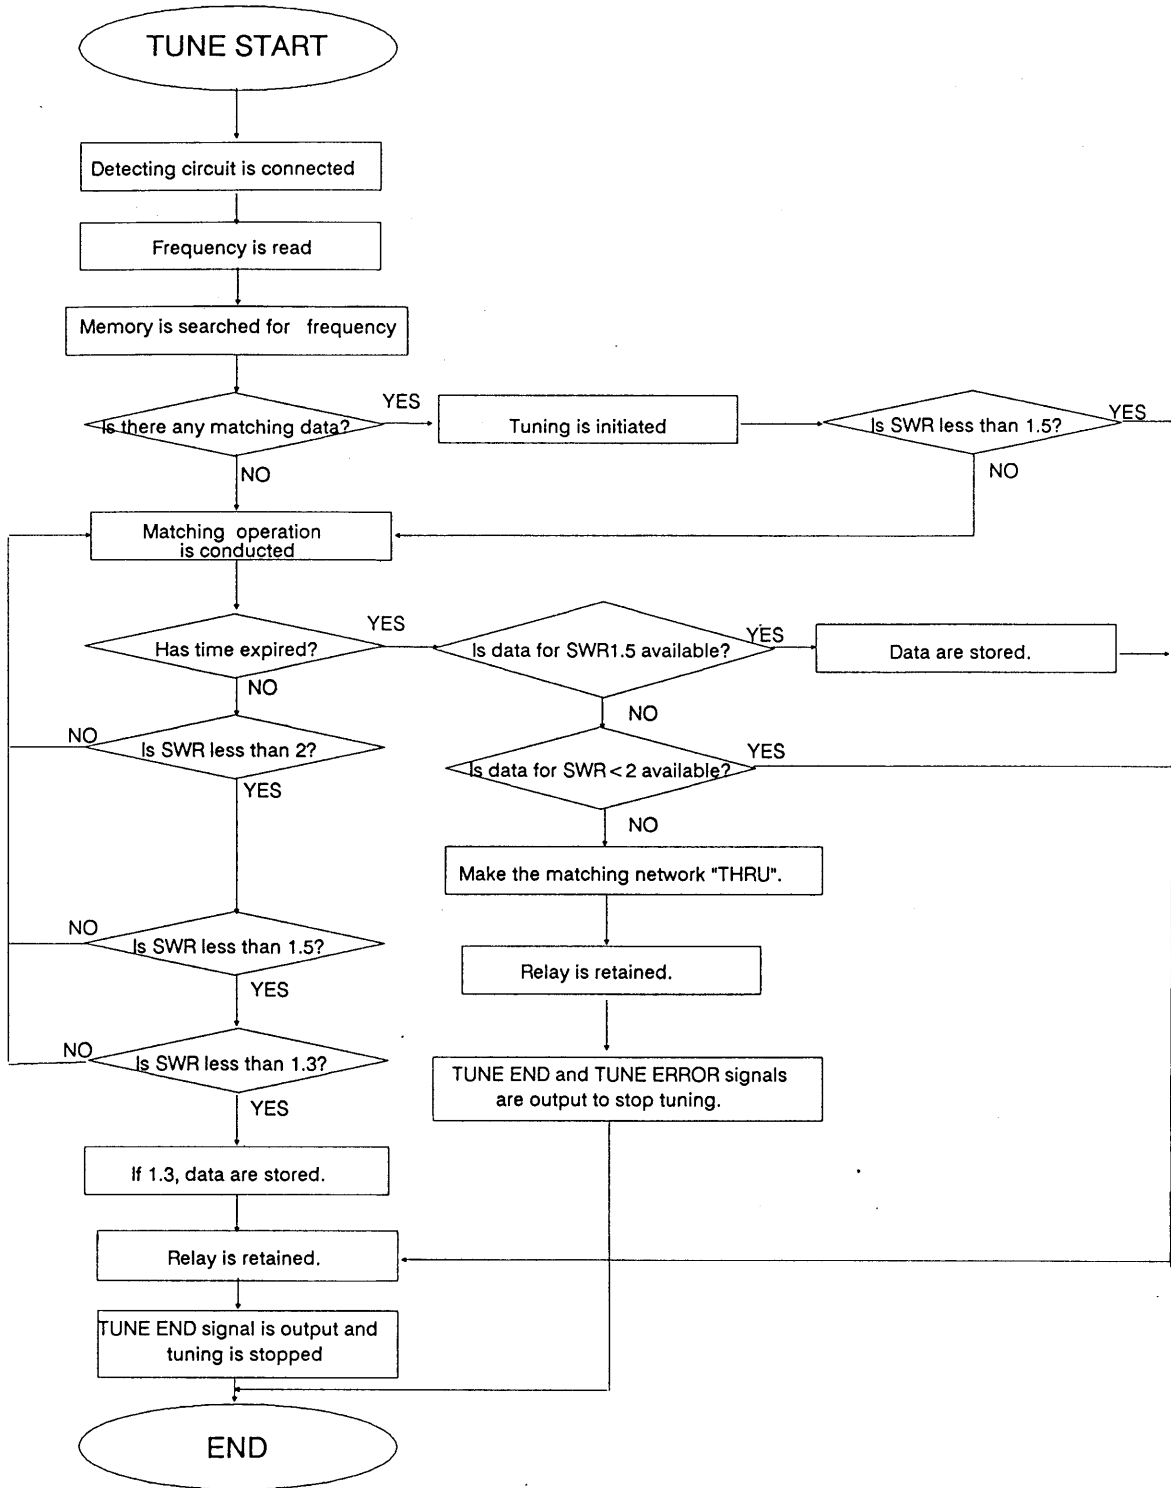 TUNE START
Detecting circuit is connected
Frequency is read
Memory is searched for frequency
Is there any matching data?
YES
Tuning is initiated
Is SWR less than 1.5?
YES
NO
NO
Matching operation
is conducted
Has time expired?
YES
Is data for SWR1.5 available?
YES
Data are stored.
NO
NO
Is SWR less than 2?
NO
YES
Is data for SWR<2 available?
YES
NO
Make the matching network "THRU".
NO
Is SWR less than 1.5?
YES
Relay is retained.
NO
Is SWR less than 1.3?
YES
TUNE END and TUNE ERROR signals
are output to stop tuning.
If 1.3, data are stored.
Relay is retained.
TUNE END signal is output and
tuning is stopped
END